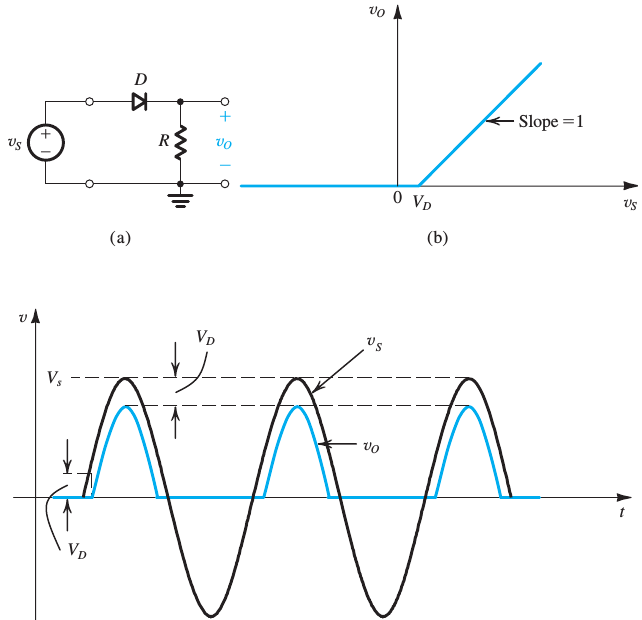 D
v_S
+
−
R
+
v_O
−
(a)
v_O
Slope =1
0
V_D
v_S
(b)
v
V_D
v_S
V_s
v_O
t
V_D